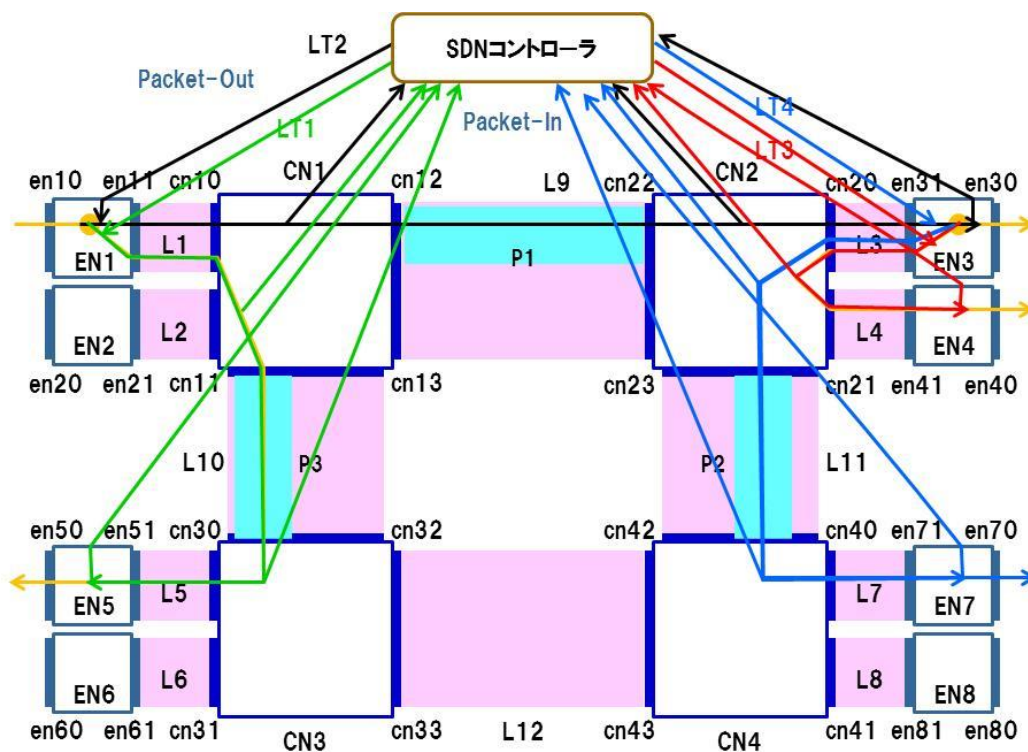 LT2
SDNコントローラ
Packet-Out
LT4
LT1
Packet-In
LT3
en10
en11
cn10
CN1
cn12
L9
cn22
CN2
cn20
en31
en30
EN1
L1
P1
L3
EN3
EN2
L2
L4
EN4
en20
en21
cn11
cn13
cn23
cn21
en41
en40
L10
P3
P2
L11
en50
en51
cn30
cn32
cn42
cn40
en71
en70
EN5
L5
L7
EN7
EN6
L6
L8
EN8
en60
en61
cn31
CN3
cn33
L12
cn43
CN4
cn41
en81
en80